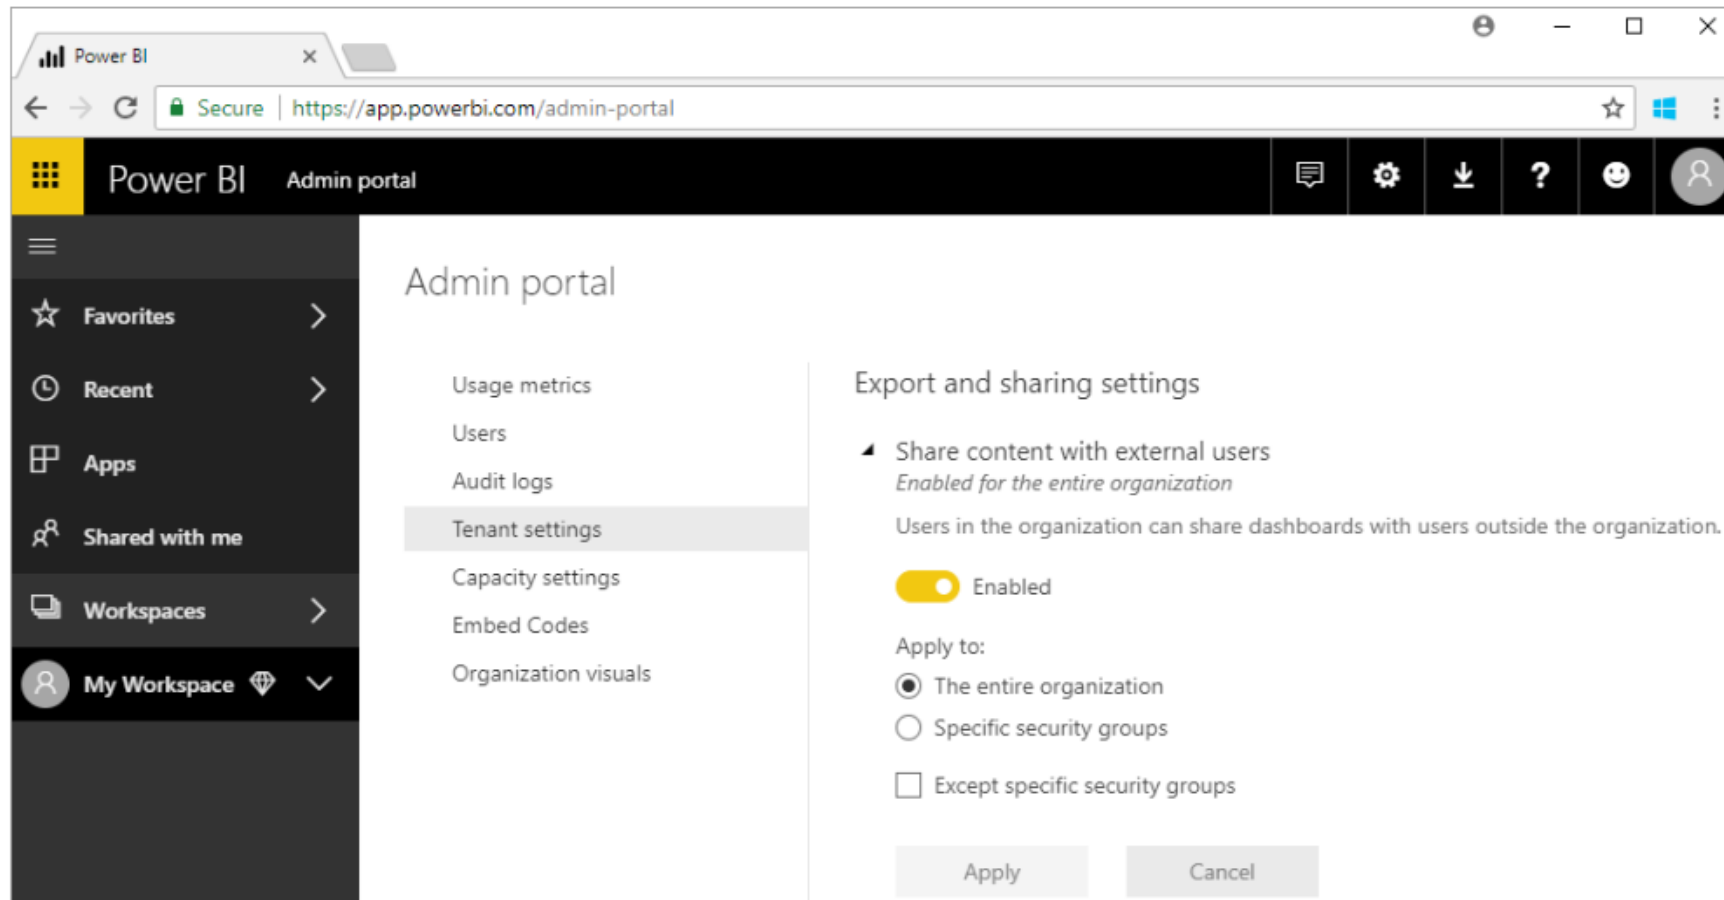 Power BI
Secure https://app.powerbi.com/admin-portal
Power BI Admin portal
Favorites
Recent
Apps
Shared with me
Workspaces
My Workspace
Admin portal
Usage metrics
Users
Audit logs
Tenant settings
Capacity settings
Embed Codes
Organization visuals
Export and sharing settings
Share content with external users
Enabled for the entire organization
Users in the organization can share dashboards with users outside the organization.
Enabled
Apply to:
The entire organization
Specific security groups
Except specific security groups
Apply
Cancel